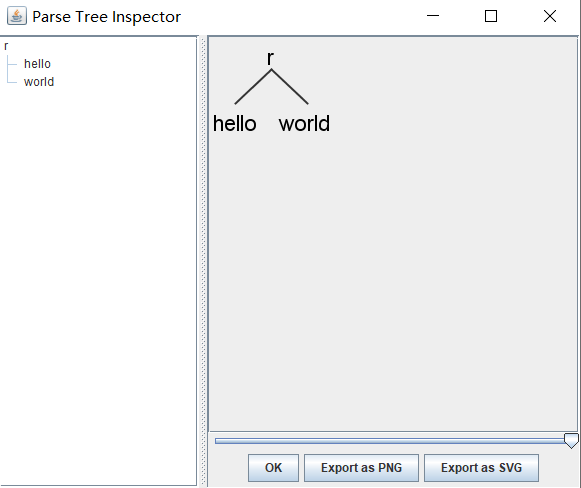 Parse Tree Inspector
r
hello
world
r
hello world
OK Export as PNG Export as SVG